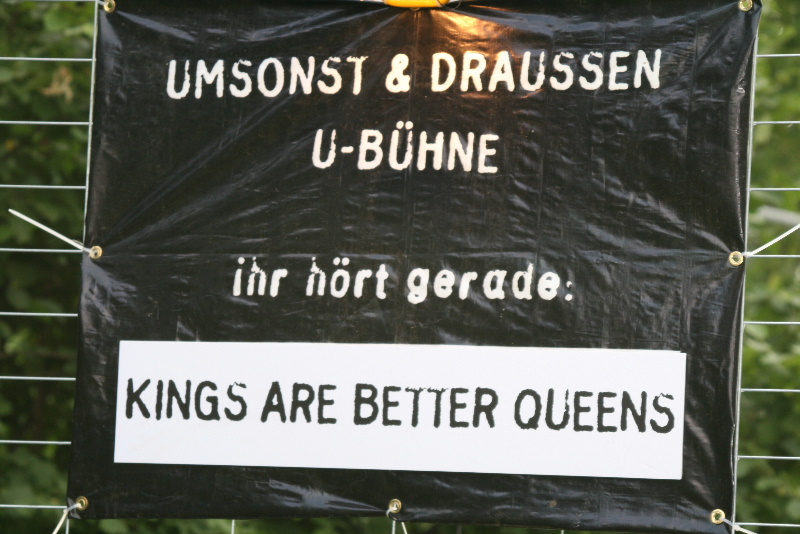 UMSONST & DRAUSSEN
U-BÜHNE
ihr hört gerade:
KINGS ARE BETTER QUEENS